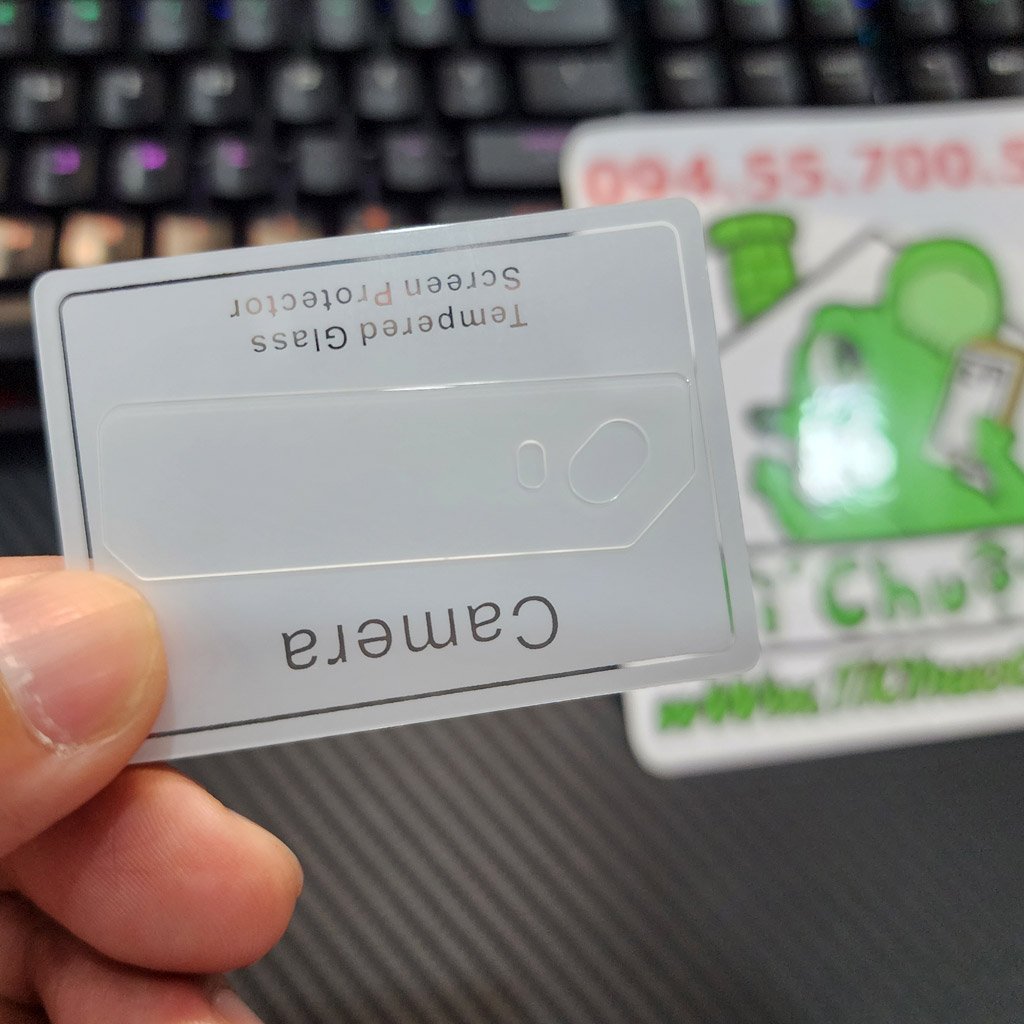 Camera
Tempered Glass
Screen Protector
094.55.700.5